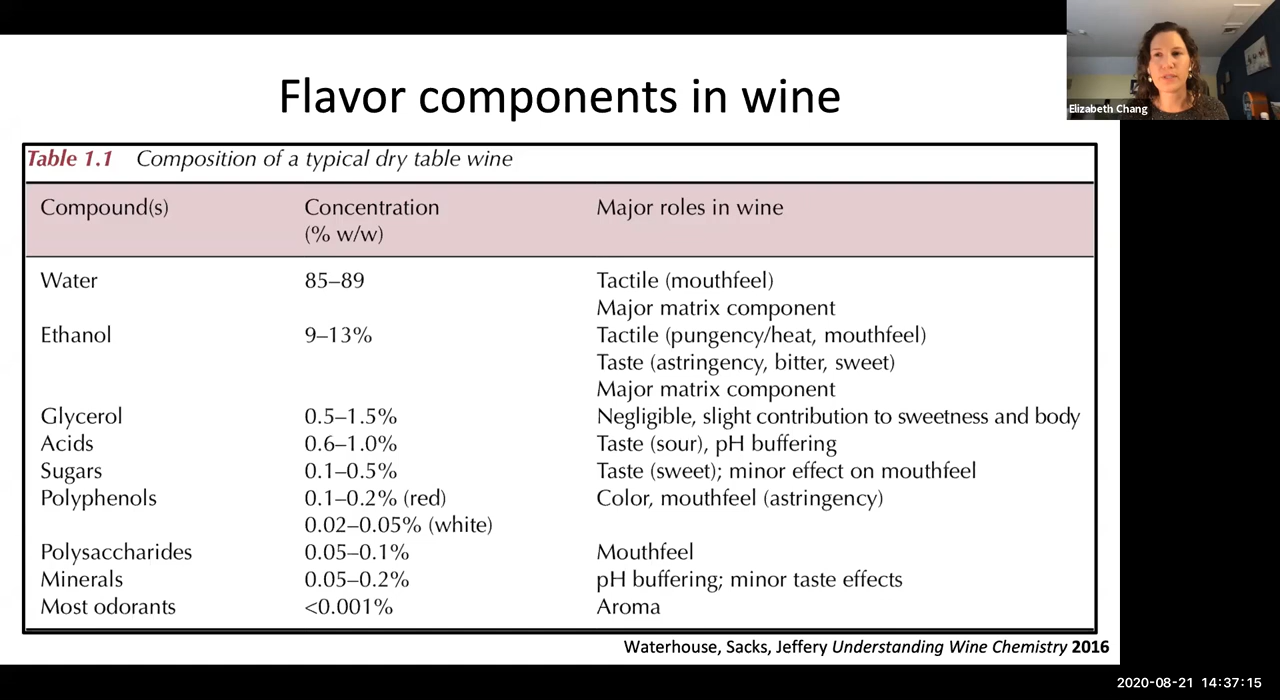 Elizabeth Chang
Flavor components in wine
Table 1.1 Composition of a typical dry table wine
Compound(s) Concentration Major roles in wine
(% w/w)
Water 85–89 Tactile (mouthfeel)
Major matrix component
Ethanol 9–13% Tactile (pungency/heat, mouthfeel)
Taste (astringency, bitter, sweet)
Major matrix component
Glycerol 0.5–1.5% Negligible, slight contribution to sweetness and body
Acids 0.6–1.0% Taste (sour), pH buffering
Sugars 0.1–0.5% Taste (sweet); minor effect on mouthfeel
Polyphenols 0.1–0.2% (red) Color, mouthfeel (astringency)
0.02–0.05% (white)
Polysaccharides 0.05–0.1% Mouthfeel
Minerals 0.05–0.2% pH buffering; minor taste effects
Most odorants <0.001% Aroma
Waterhouse, Sacks, Jeffery Understanding Wine Chemistry 2016
2020-08-21 14:37:15